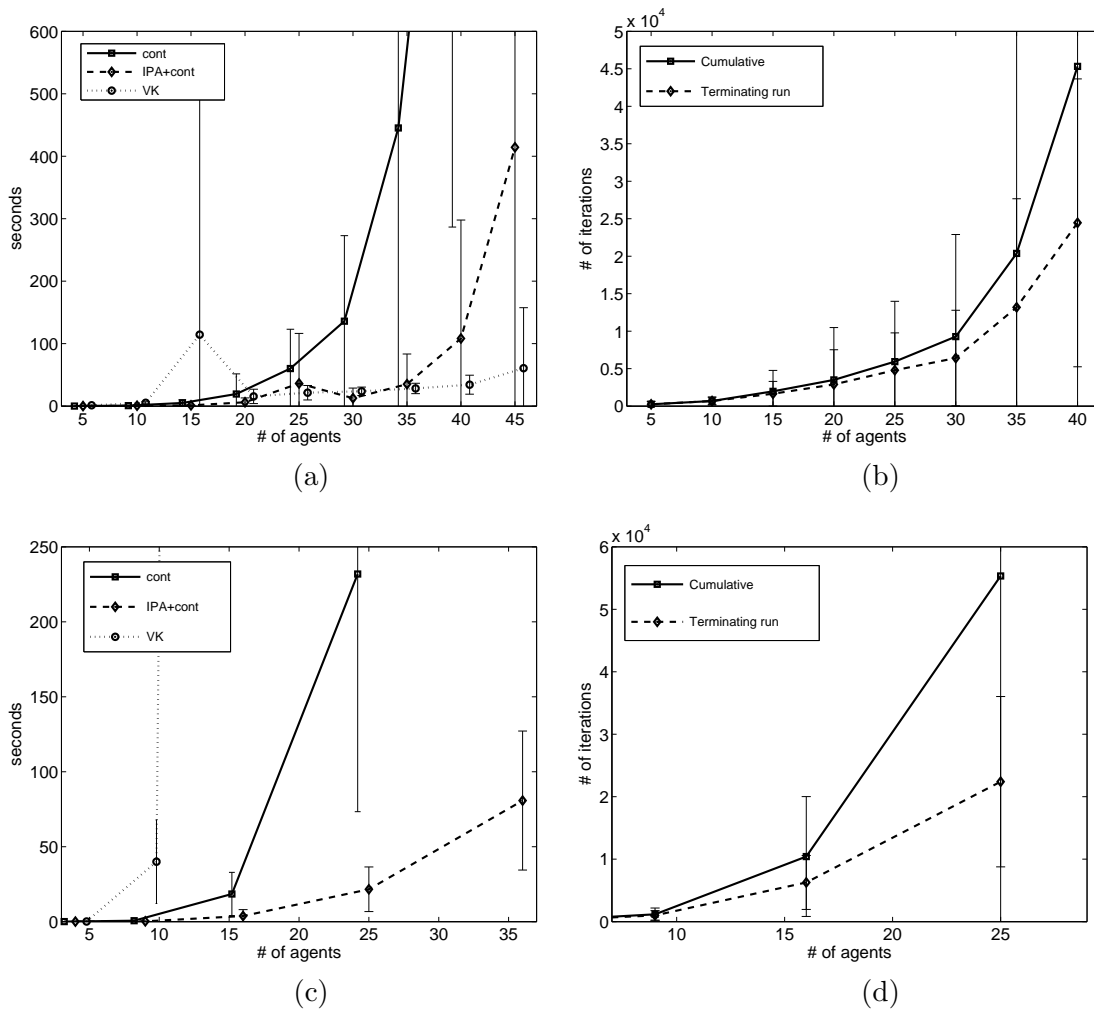 600
500
400
300
200
100
0
seconds
cont
IPA+cont
VK
5 10 15 20 25 30 35 40 45
# of agents
(a)
5 x 10^4
4.5
4
3.5
3
2.5
2
1.5
1
0.5
0
# of iterations
Cumulative
Terminating run
5 10 15 20 25 30 35 40
# of agents
(b)
250
200
150
100
50
0
seconds
cont
IPA+cont
VK
5 10 15 20 25 30 35
# of agents
(c)
6 x 10^4
5
4
3
2
1
0
# of iterations
Cumulative
Terminating run
10 15 20 25
# of agents
(d)